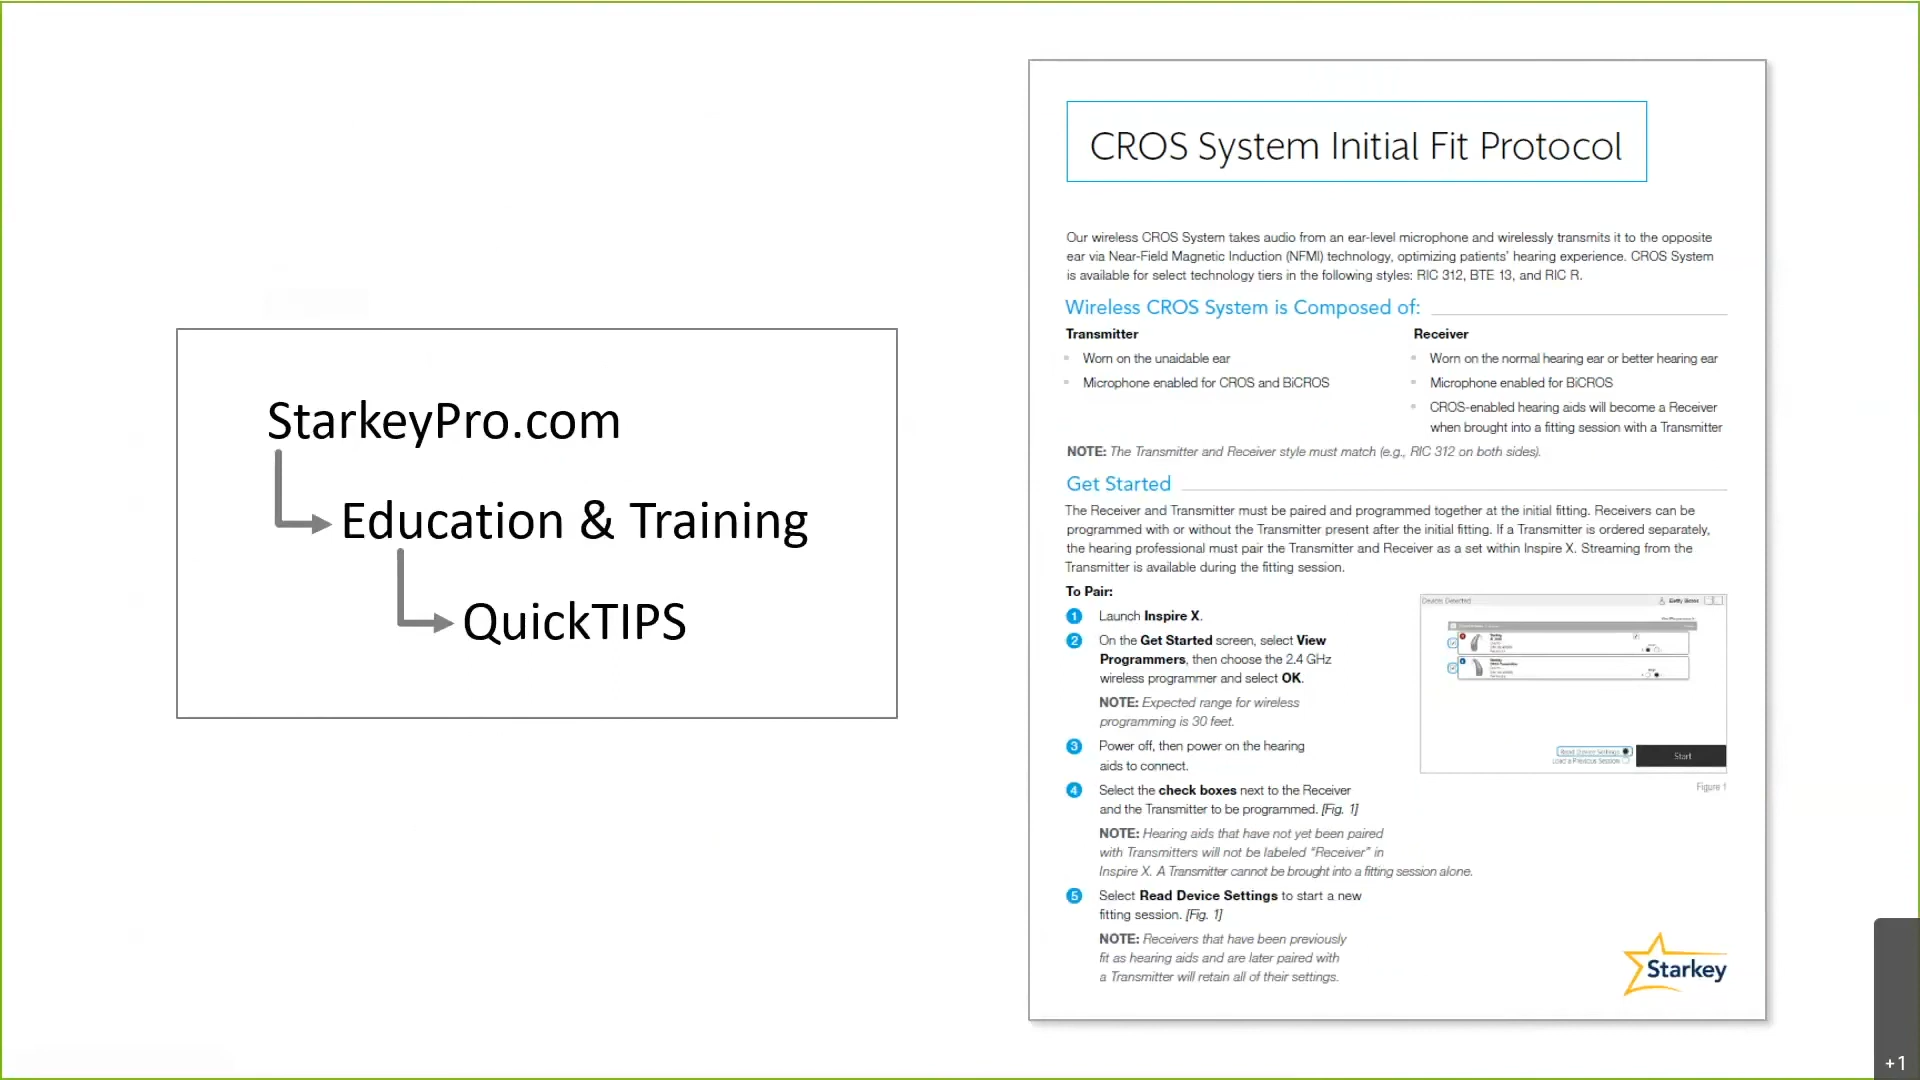 StarkeyPro.com
Education & Training
QuickTIPS
CROS System Initial Fit Protocol
Our wireless CROS System takes audio from an ear-level microphone and wirelessly transmits it to the opposite
ear via Near-Field Magnetic Induction (NFMI) technology, optimizing patients' hearing experience. CROS System
is available for select technology tiers in the following styles: RIC 312, BTE 13, and RIC R.
Wireless CROS System is Composed of:
Transmitter
Worn on the unaidable ear
Microphone enabled for CROS and BiCROS
Receiver
Worn on the normal hearing ear or better hearing ear
Microphone enabled for BiCROS
CROS-enabled hearing aids will become a Receiver
when brought into a fitting session with a Transmitter
NOTE: The Transmitter and Receiver style must match (e.g., RIC 312 on both sides).
Get Started
The Receiver and Transmitter must be paired and programmed together at the initial fitting. Receivers can be
programmed with or without the Transmitter present after the initial fitting. If a Transmitter is ordered separately,
the hearing professional must pair the Transmitter and Receiver as a set within Inspire X. Streaming from the
Transmitter is available during the fitting session.
To Pair:
1 Launch Inspire X.
2 On the Get Started screen, select View
Programmers, then choose the 2.4 GHz
wireless programmer and select OK.
NOTE: Expected range for wireless
programming is 30 feet.
3 Power off, then power on the hearing
aids to connect.
4 Select the check boxes next to the Receiver
and the Transmitter to be programmed. [Fig. 1]
NOTE: Hearing aids that have not yet been paired
with Transmitters will not be labeled "Receiver" in
Inspire X. A Transmitter cannot be brought into a fitting session alone.
5 Select Read Device Settings to start a new
fitting session. [Fig. 1]
NOTE: Receivers that have been previously
fit as hearing aids and are later paired with
a Transmitter will retain all of their settings.
Devices Detected
Read Device Settings
Load a Previous Session
Start
Figure 1
Starkey
+1